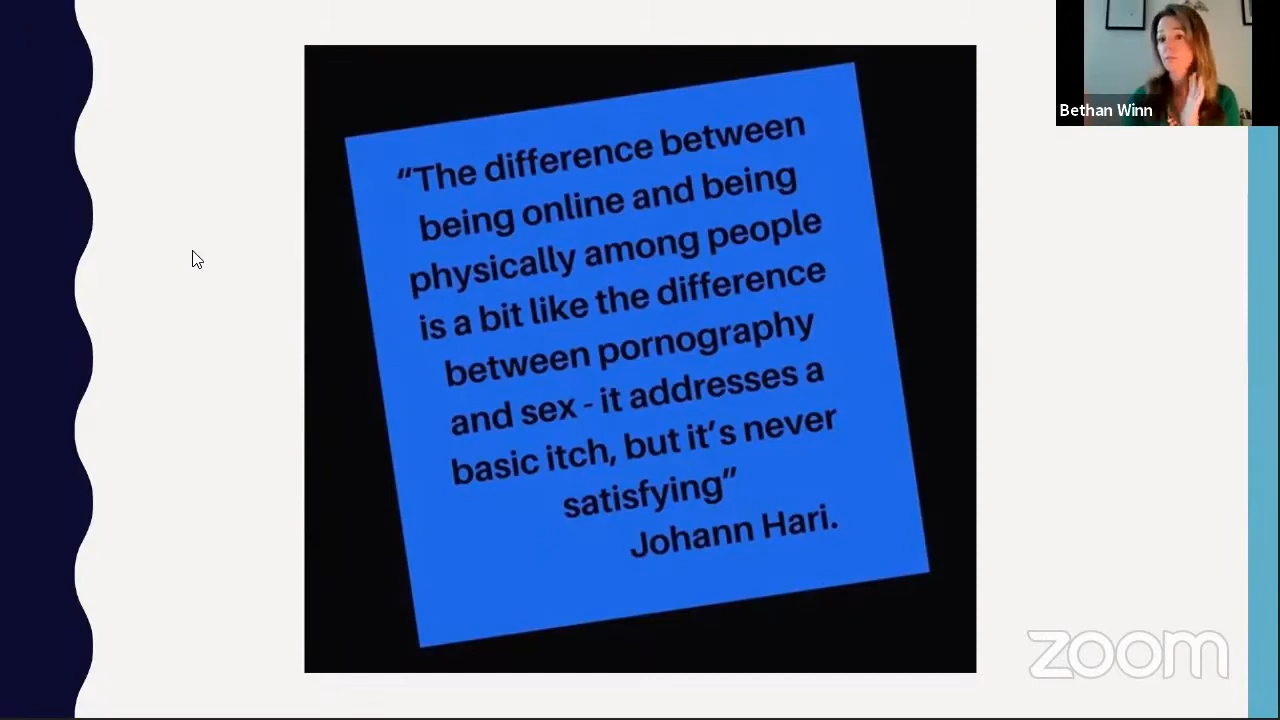 Bethan Winn
“The difference between
being online and being
physically among people
is a bit like the difference
between pornography
and sex - it addresses a
basic itch, but it’s never
satisfying”
Johann Hari.
zoom